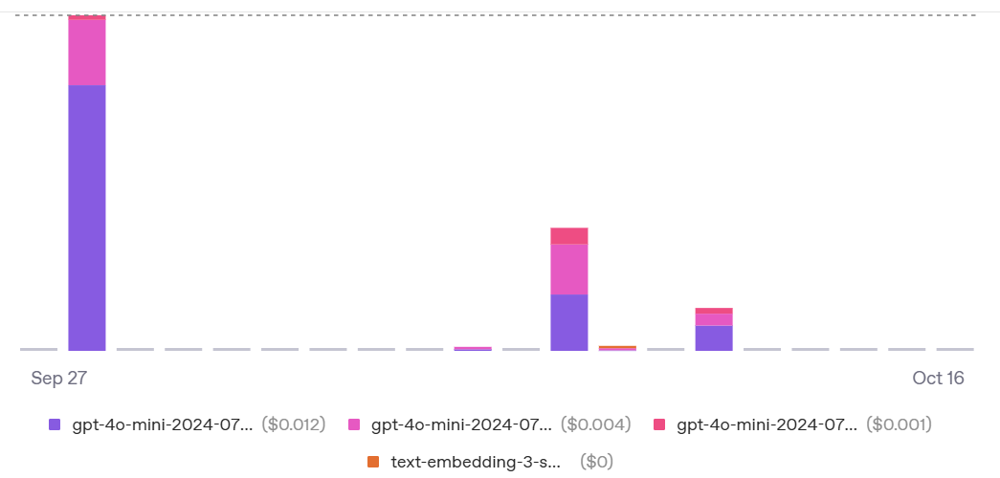 Sep 27 Oct 16
gpt-4o-mini-2024-07... ($0.012) gpt-4o-mini-2024-07... ($0.004) gpt-4o-mini-2024-07... ($0.001)
text-embedding-3-s... ($0)